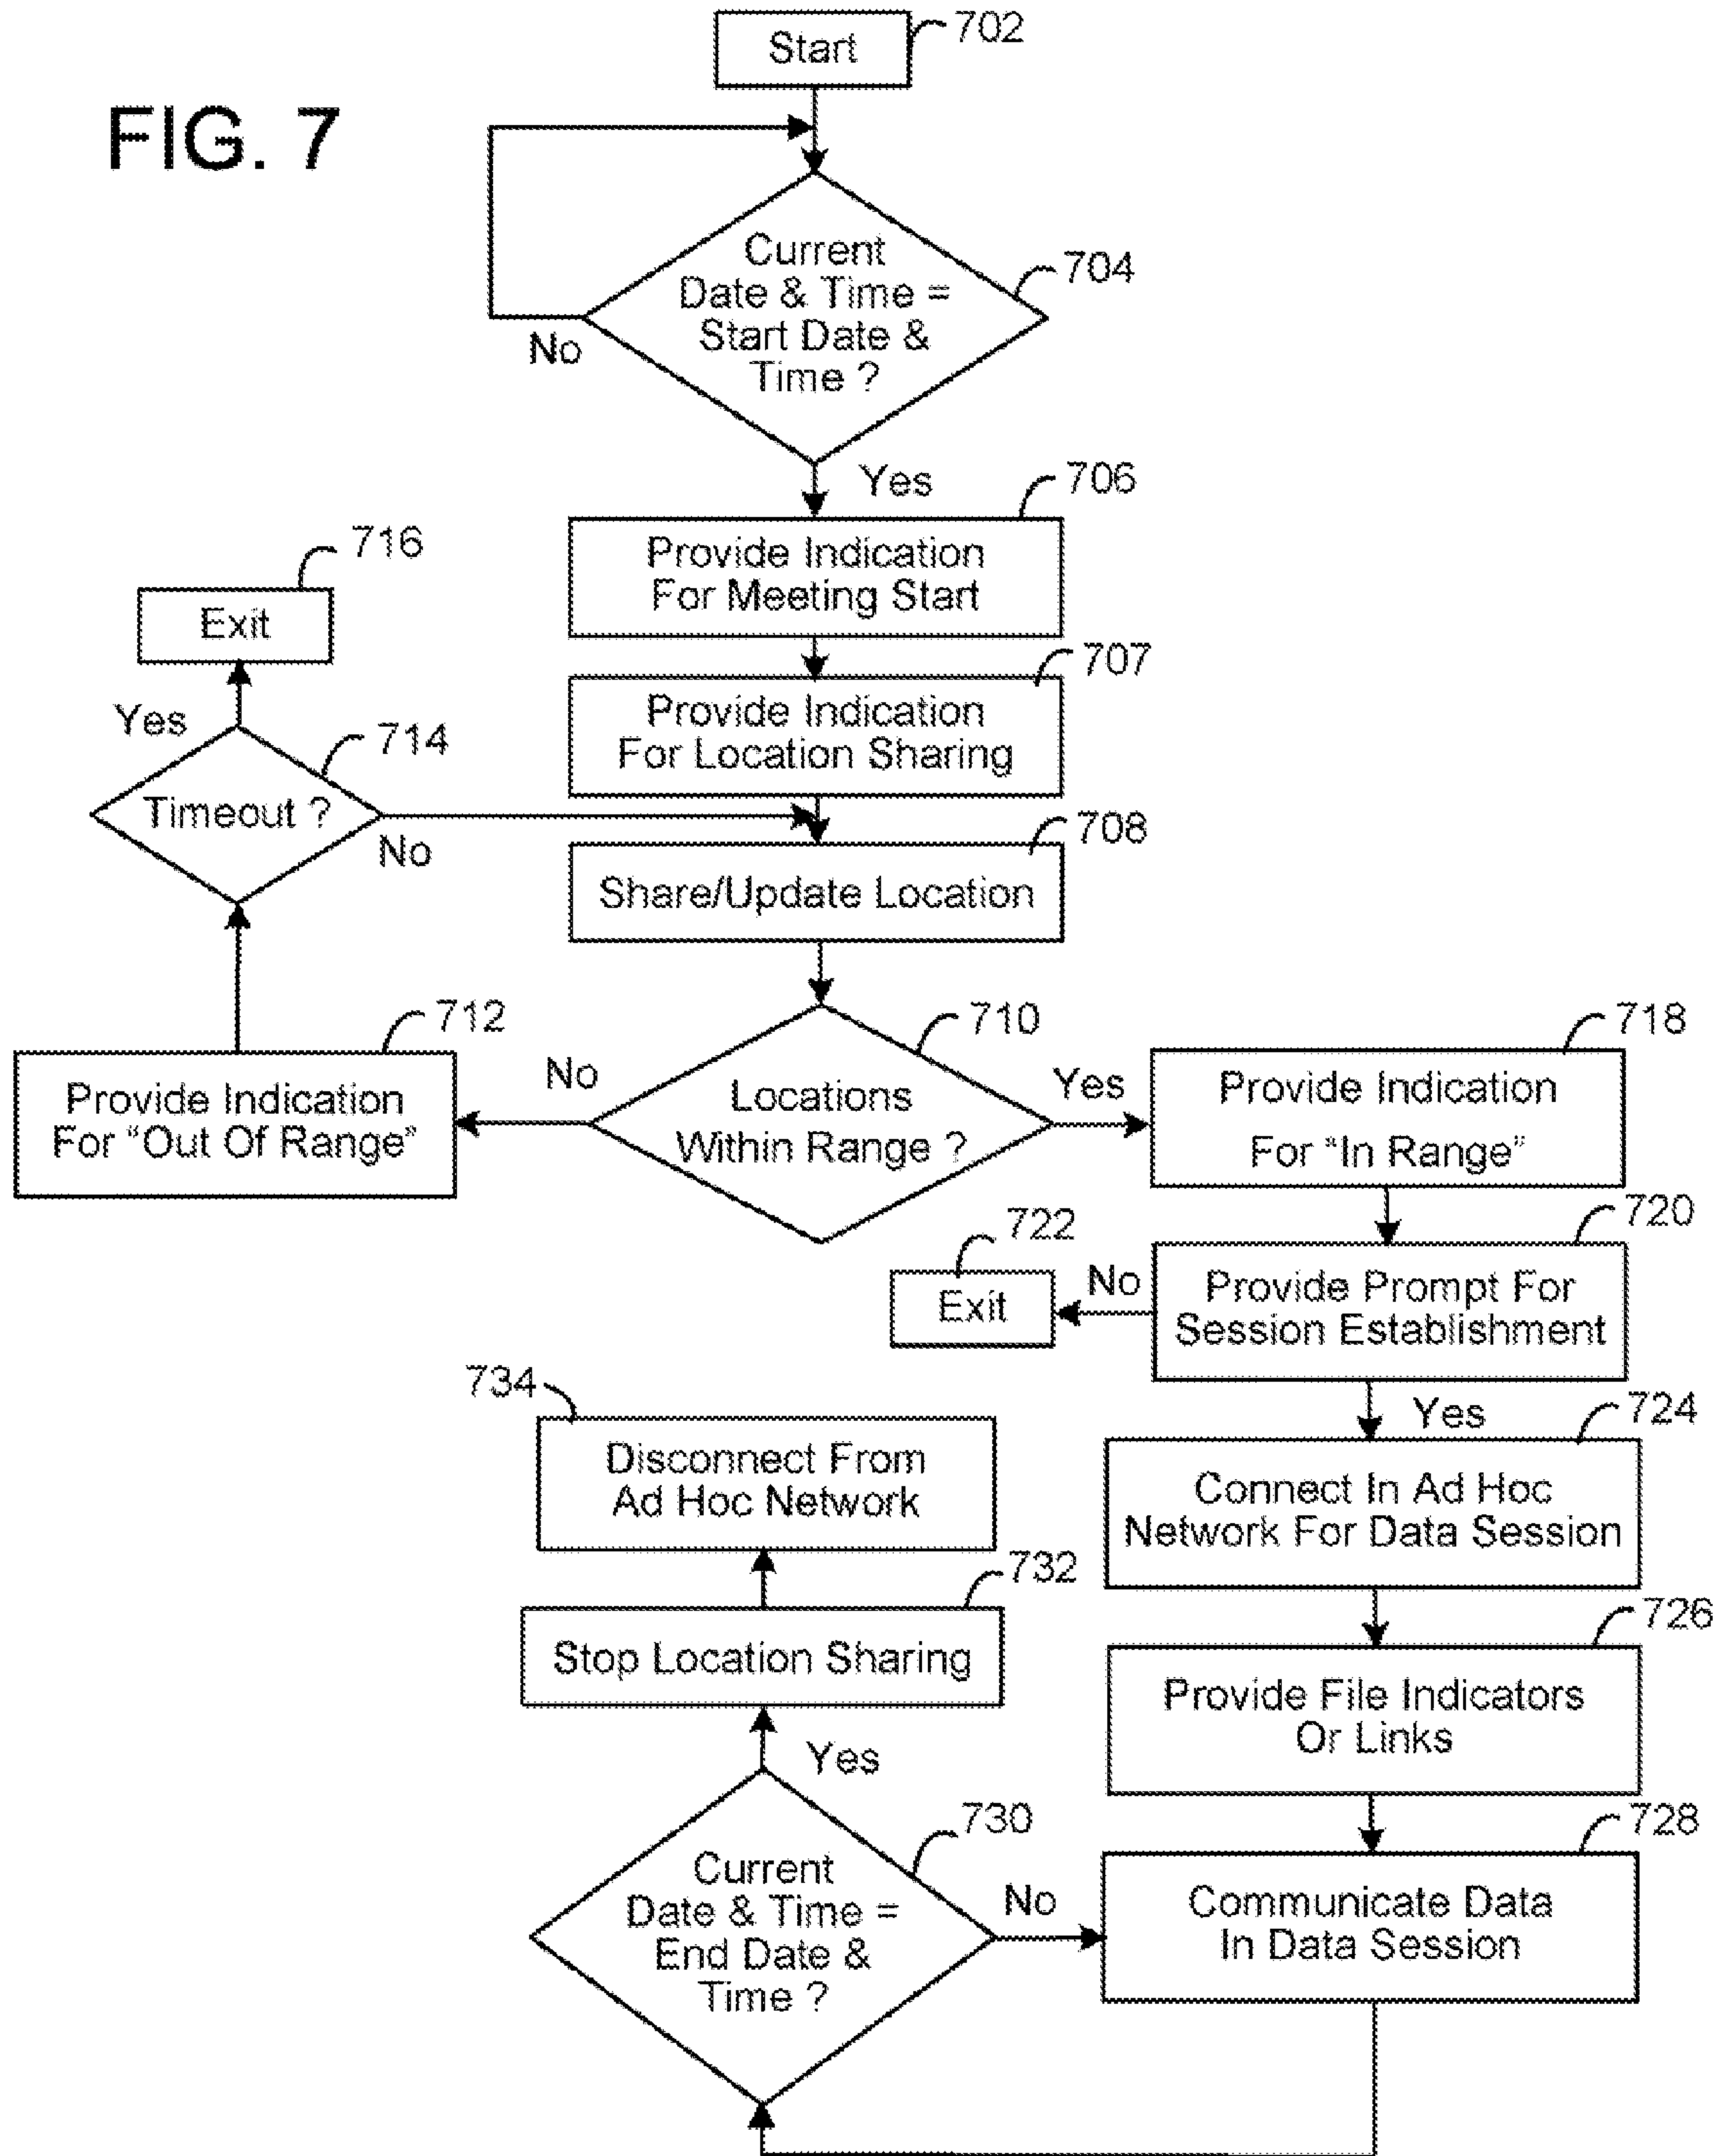 FIG. 7
Start
702
Current
Date & Time =
Start Date &
Time ?
704
No
Yes
706
Provide Indication
For Meeting Start
716
Exit
707
Provide Indication
For Location Sharing
Yes
714
Timeout ?
No
708
Share/Update Location
712
Provide Indication
For “Out Of Range”
No
710
Locations
Within Range ?
Yes
718
Provide Indication
For “In Range”
722
Exit
No
720
Provide Prompt For
Session Establishment
Yes
734
Disconnect From
Ad Hoc Network
724
Connect In Ad Hoc
Network For Data Session
732
Stop Location Sharing
726
Provide File Indicators
Or Links
Yes
730
Current
Date & Time =
End Date &
Time ?
No
728
Communicate Data
In Data Session